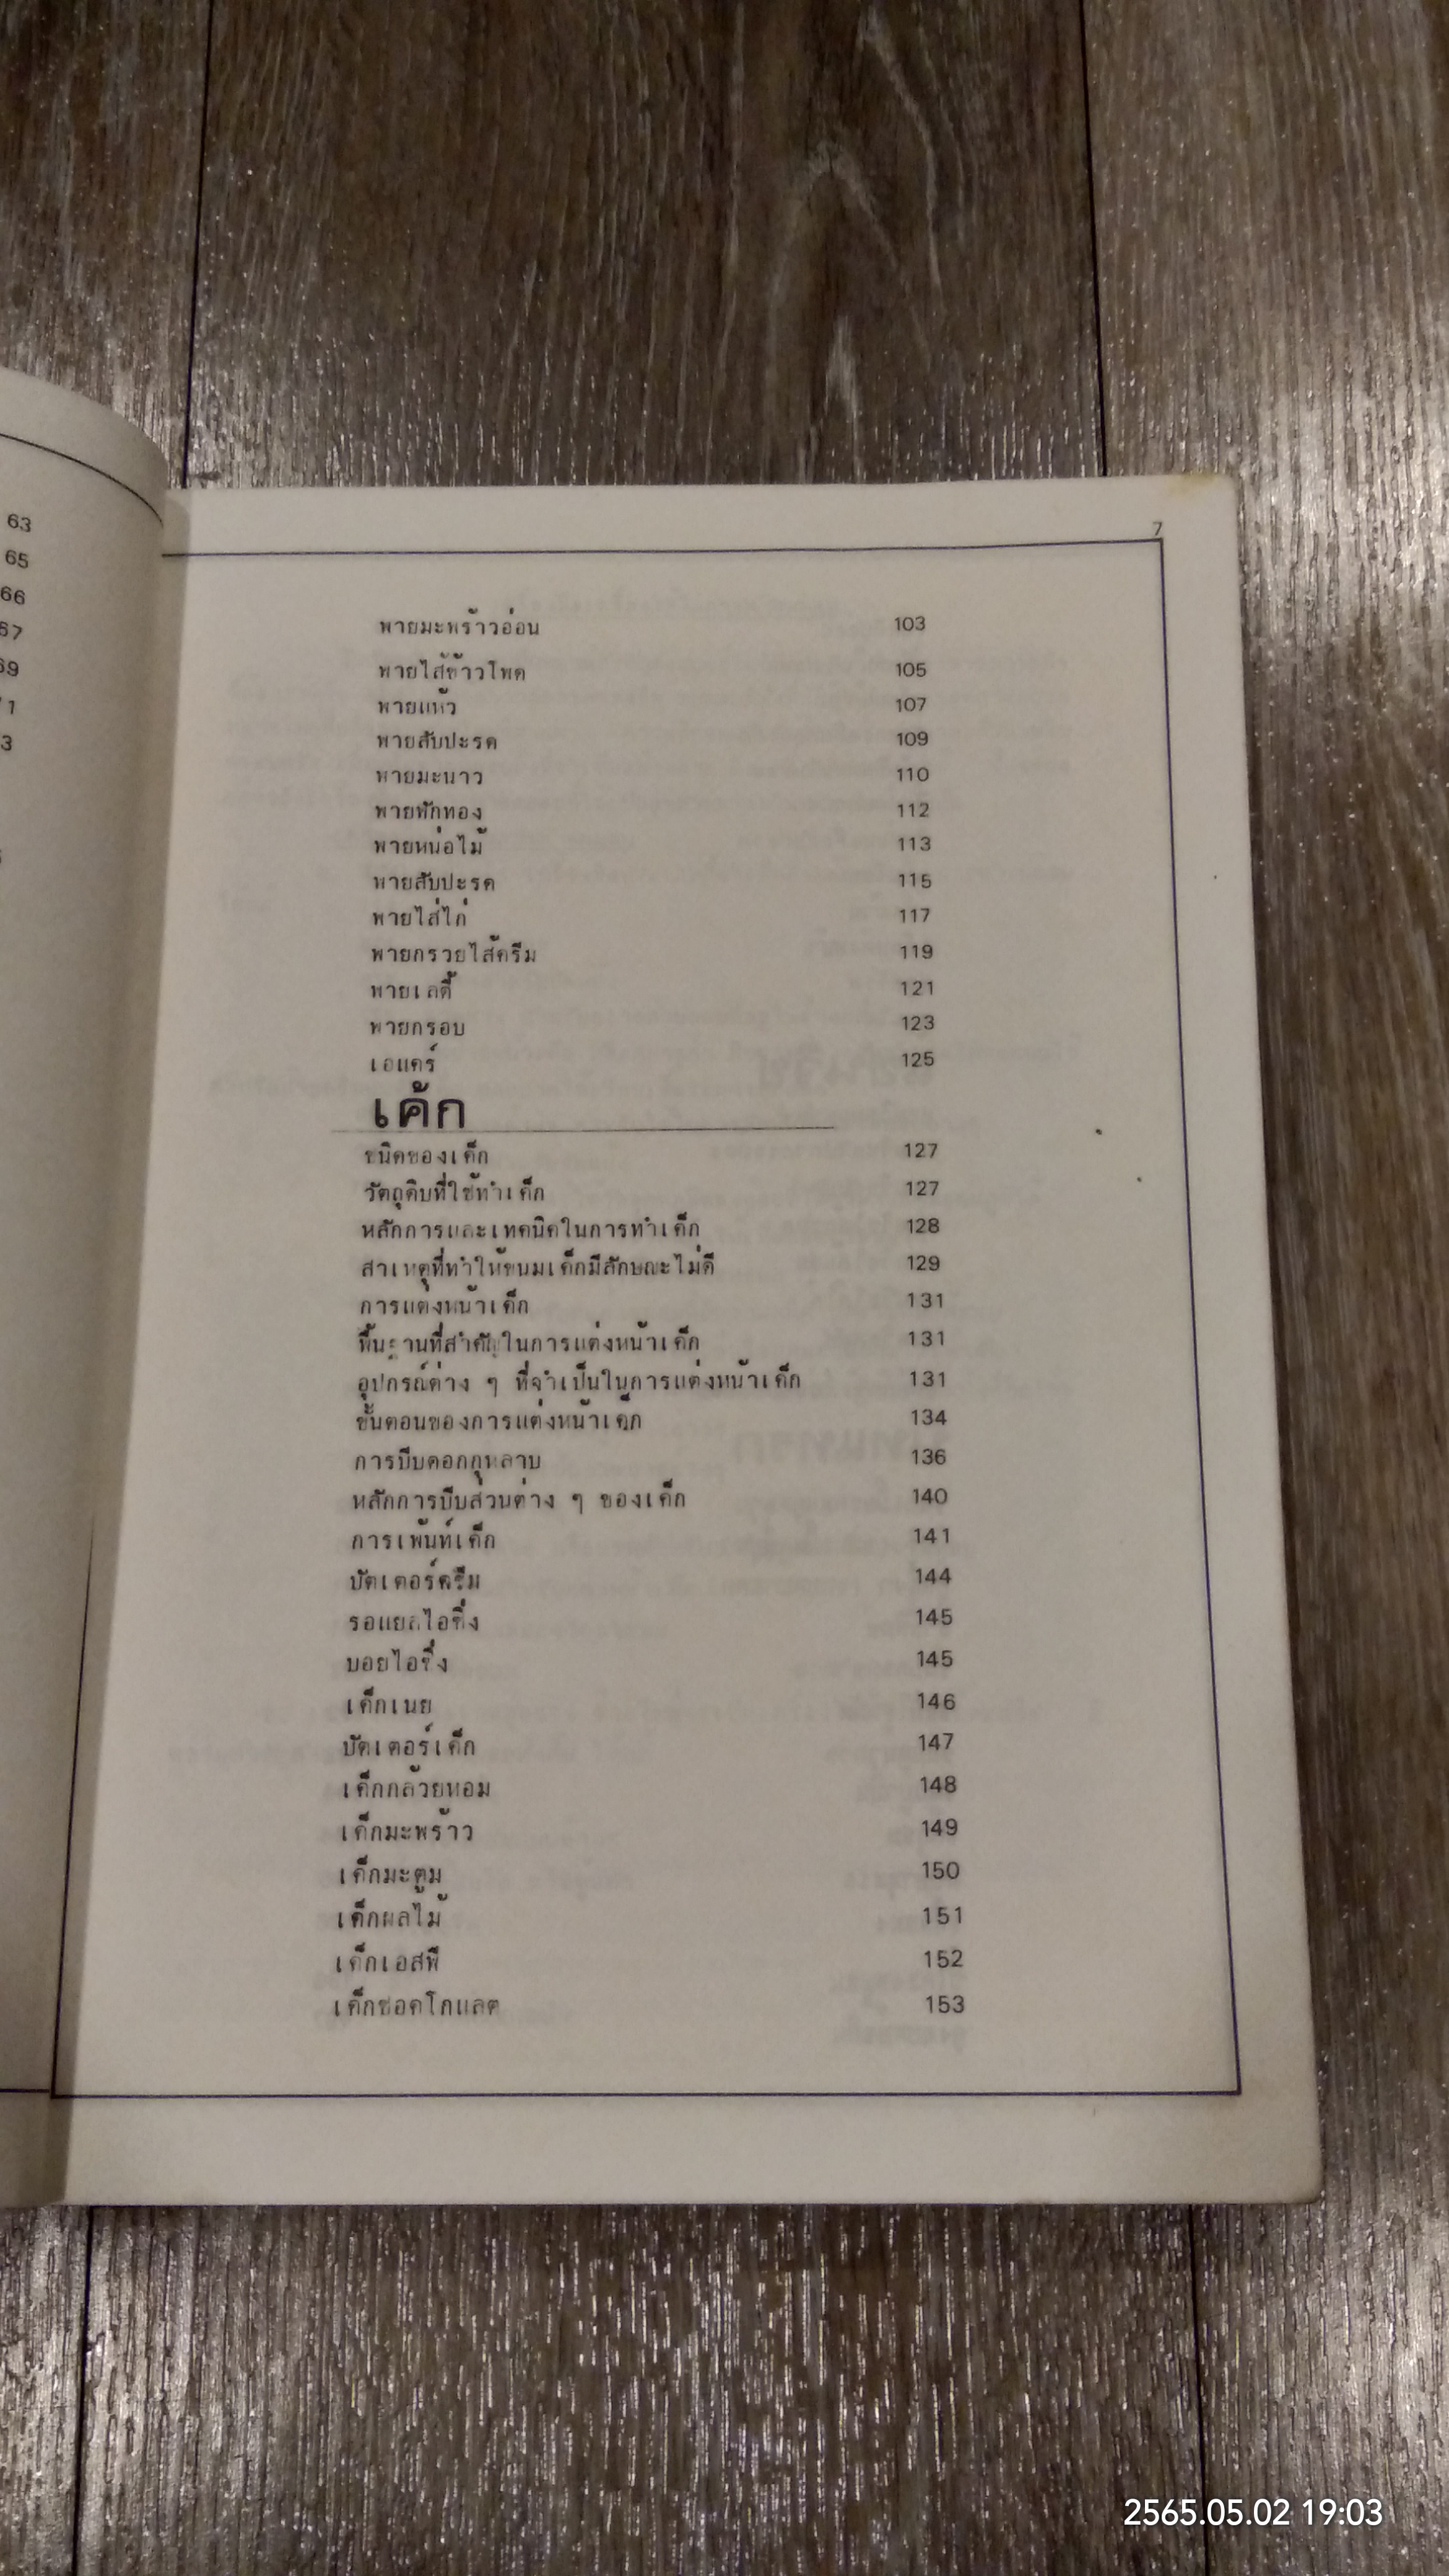 63
65
66
67
69
71
3
7
พายมะพร้าวอ่อน 103
พายไส้ข้าวโพด 105
พายแห้ว 107
พายสับปะรด 109
พายมะนาว 110
พายฟักทอง 112
พายหน่อไม้ 113
พายสับปะรด 115
พายไส่ไก่ 117
พายกรวยไส้ครีม 119
พายเลดี้ 121
พายกรอบ 123
เอแคร์ 125
เค้ก
ชนิดของเค็ก 127
วัตถุดิบที่ใช้ทำเค็ก 127
หลักการและเทคนิคในการทำเค็ก 128
สาเหตุที่ทำให้ขนมเค็กมีลักษณะไม่ดี 129
การแต่งหน้าเค็ก 131
พื้นฐานที่สำคัญในการแต่งหน้าเค็ก 131
อุปกรณ์ต่าง ๆ ที่จำเป็นในการแต่งหน้าเค็ก 131
ขั้นตอนของการแต่งหน้าเค็ก 134
การบีบดอกกุหลาบ 136
หลักการบีบส่วนต่าง ๆ ของเค็ก 140
การเพ้นท์เค็ก 141
บัตเตอร์ครีม 144
รอแยลไอซิ่ง 145
บอยไอซิ่ง 145
เค็กเนย 146
บัตเตอร์เค็ก 147
เค็กกล้วยหอม 148
เค็กมะพร้าว 149
เค็กมะตูม 150
เค็กผลไม้ 151
เค็กเอสพี 152
เค็กชอคโกแลต 153
2565.05.02 19:03